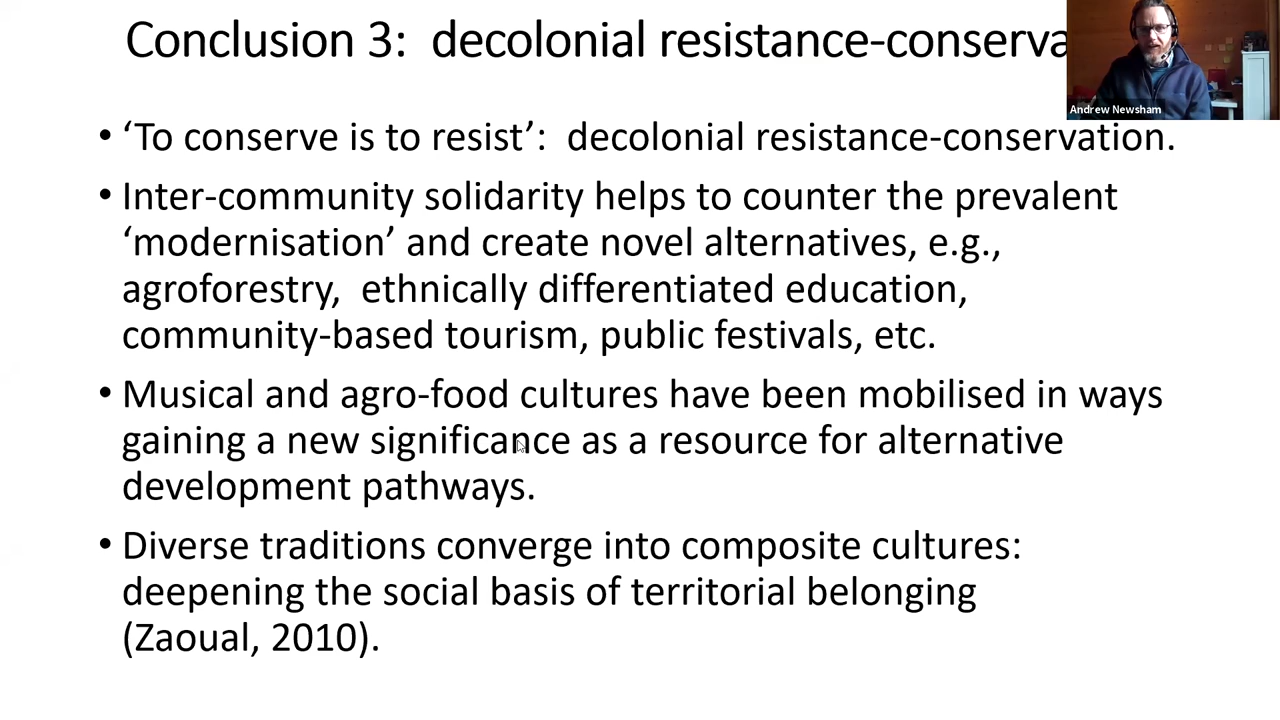 Conclusion 3:  decolonial resistance-conserva
Andrew Newsham
• ‘To conserve is to resist’:  decolonial resistance-conservation.
• Inter-community solidarity helps to counter the prevalent
‘modernisation’ and create novel alternatives, e.g.,
agroforestry,  ethnically differentiated education,
community-based tourism, public festivals, etc.
• Musical and agro-food cultures have been mobilised in ways
gaining a new significance as a resource for alternative
development pathways.
• Diverse traditions converge into composite cultures:
deepening the social basis of territorial belonging
(Zaoual, 2010).